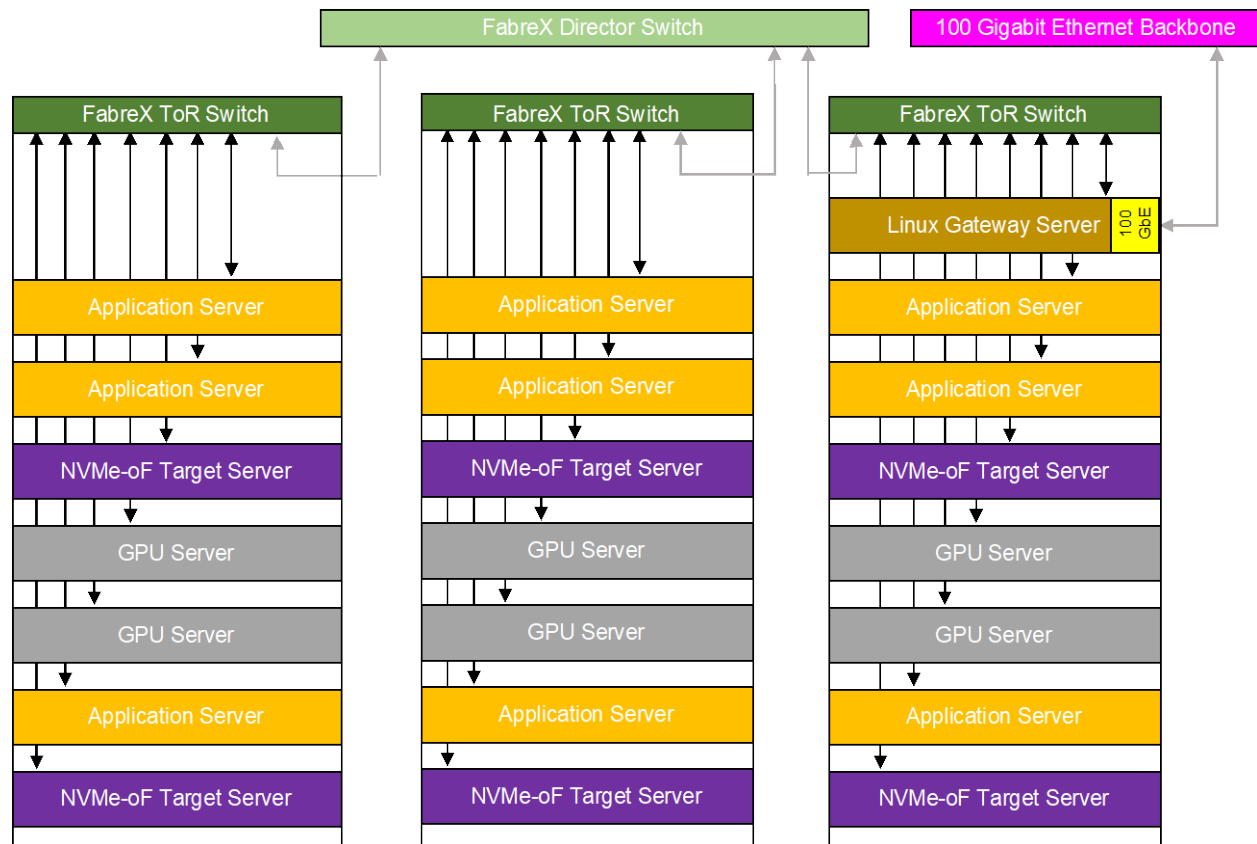 FabreX Director Switch
100 Gigabit Ethernet Backbone
FabreX ToR Switch
Application Server
Application Server
NVMe-oF Target Server
GPU Server
GPU Server
Application Server
NVMe-oF Target Server
FabreX ToR Switch
Application Server
Application Server
NVMe-oF Target Server
GPU Server
GPU Server
Application Server
NVMe-oF Target Server
FabreX ToR Switch
Linux Gateway Server
100
GbE
Application Server
Application Server
NVMe-oF Target Server
GPU Server
GPU Server
Application Server
NVMe-oF Target Server